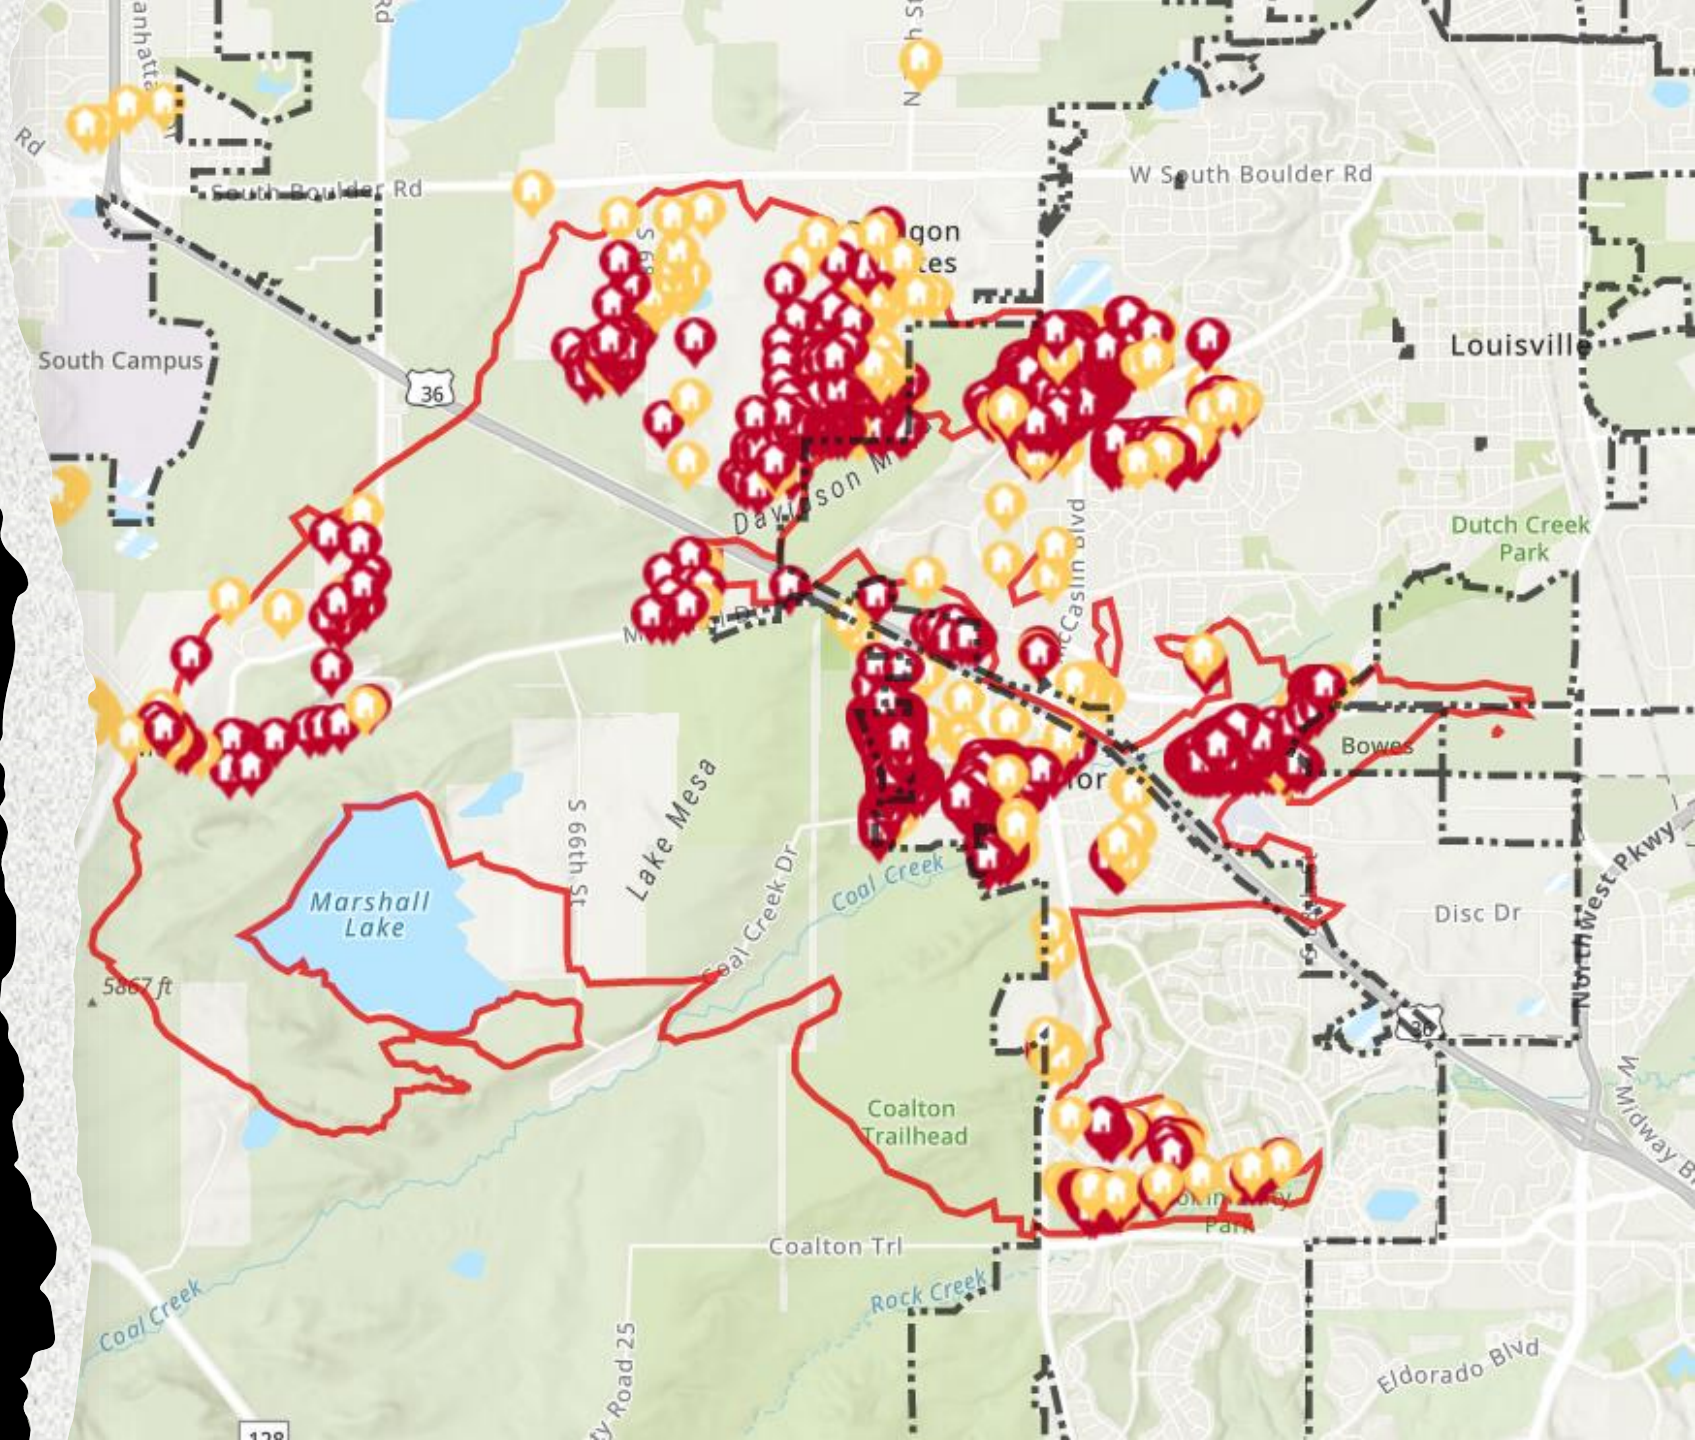 Rd
South Boulder Rd
W South Boulder Rd
South Campus
36
Louisville
Dutch Creek
Park
McCaslin Blvd
Bowes
Lake Mesa
S 66th St
Marshall
Lake
Coal Creek Dr
Coal Creek
Disc Dr
Northwest Pkwy
5867 ft
36
Coalton
Trailhead
W Midway
Park
Coalton Trl
Rock Creek
Coal Creek
Eldorado Blvd
128